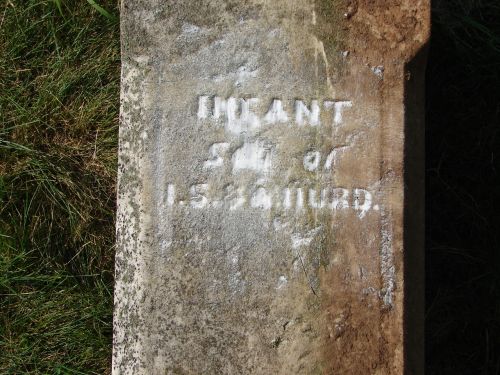 INFANT
Son of
I. S. & C. HURD.